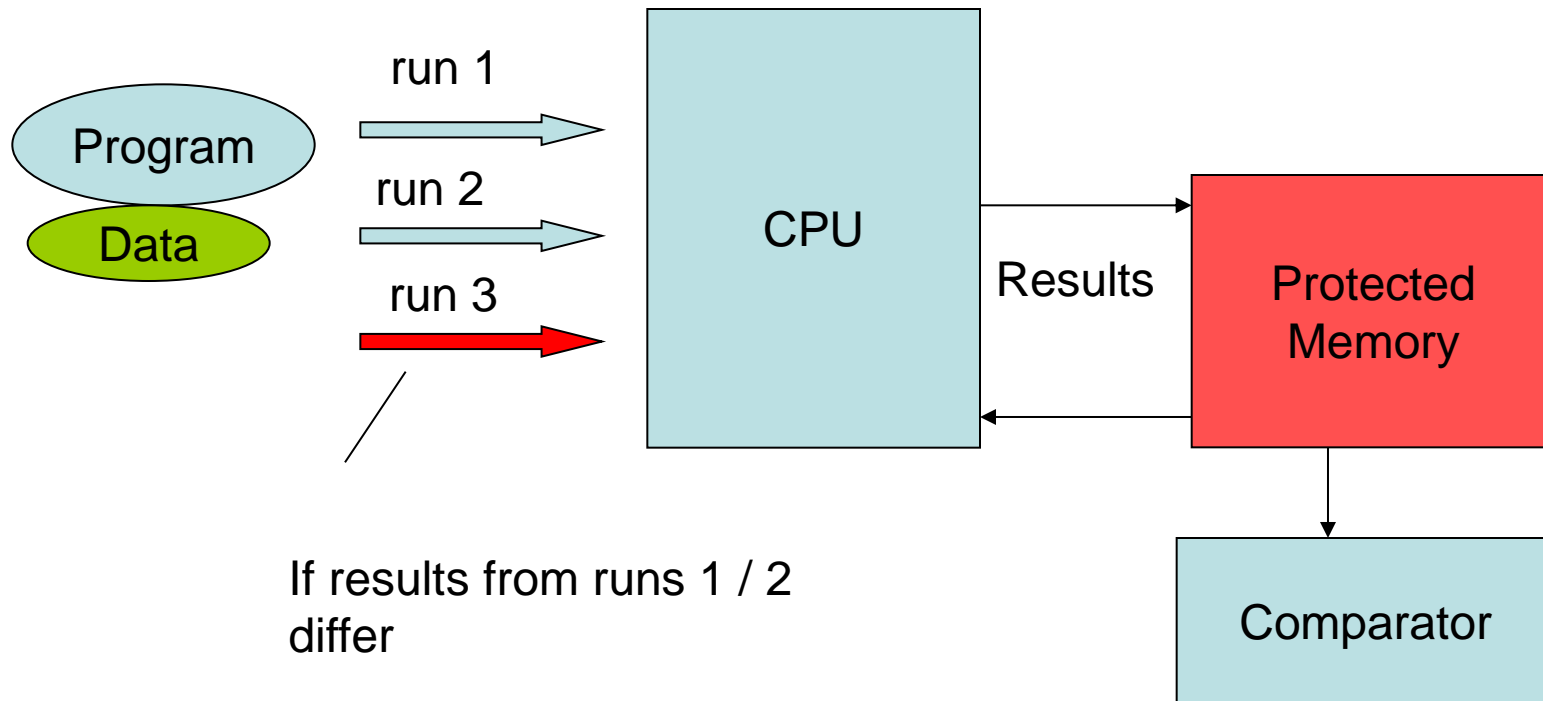 run 1
Program
run 2
Data
run 3
CPU
Results
Protected
Memory
If results from runs 1 / 2
differ
Comparator